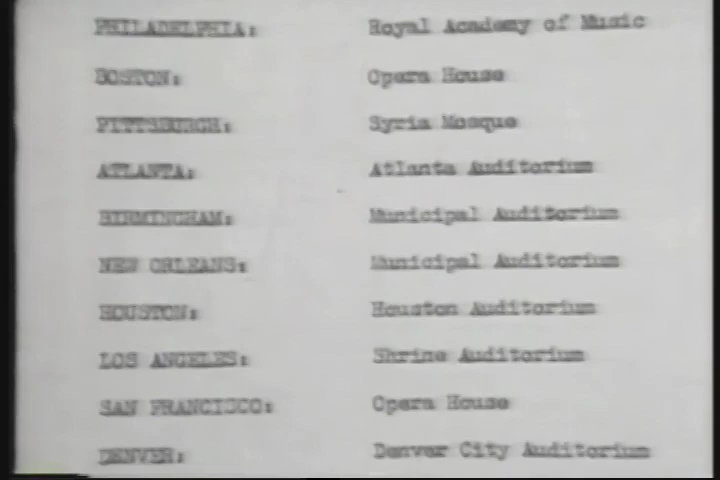 PHILADELPHIA: Royal Academy of Music
BOSTON: Opera House
PITTSBURGH: Syria Mosque
ATLANTA: Atlanta Auditorium
BIRMINGHAM: Municipal Auditorium
NEW ORLEANS: Municipal Auditorium
HOUSTON: Houston Auditorium
LOS ANGELES: Shrine Auditorium
SAN FRANCISCO: Opera House
DENVER: Denver City Auditorium